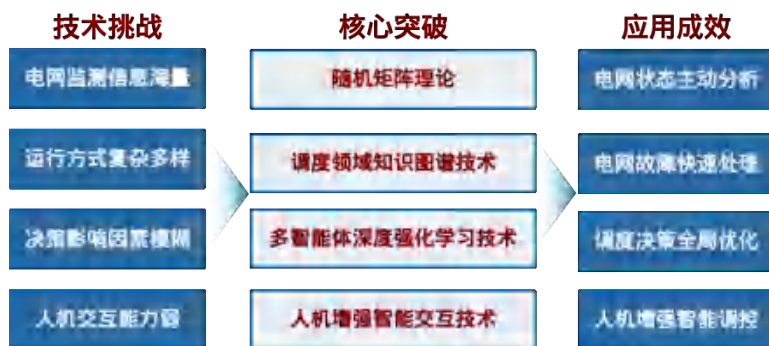 技术挑战
核心突破
应用成效
电网监测信息海量
随机矩阵理论
电网状态主动分析
运行方式复杂多样
调度领域知识图谱技术
电网故障快速处理
决策影响因素模糊
多智能体深度强化学习技术
调度决策全局优化
人机交互能力弱
人机增强智能交互技术
人机增强智能调控